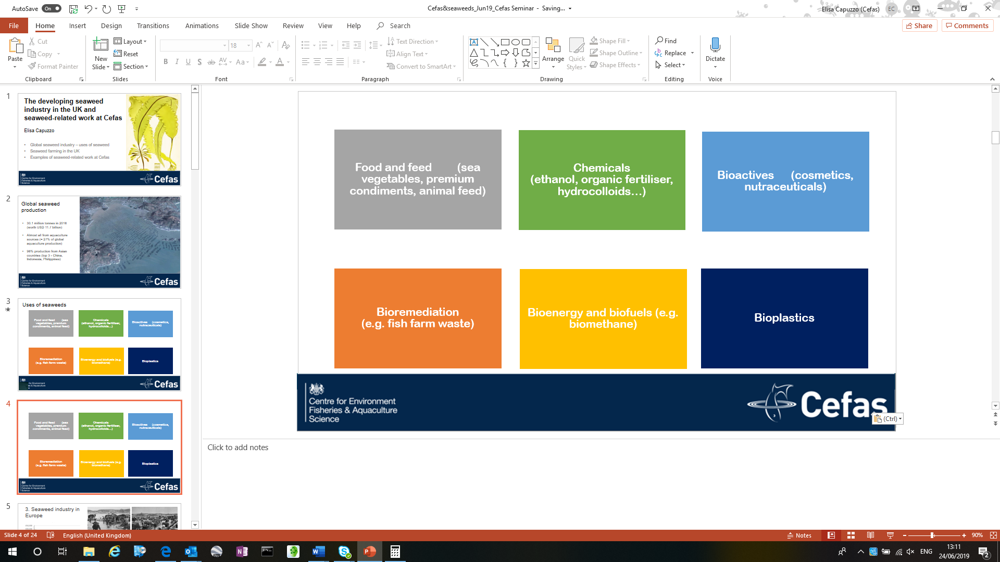 AutoSave On
Cefas&seaweeds_Jun19_Cefas Seminar - Saving...
Elisa Capuzzo (Cefas) EC
File Home Insert Design Transitions Animations Slide Show Review View Help Search
Share Comments
Paste
Cut
Copy
Format Painter
Clipboard
New Slide
Layout
Reset
Section
Slides
18
Font
Text Direction
Align Text
Convert to SmartArt
Paragraph
Arrange
Quick Styles
Shape Fill
Shape Outline
Shape Effects
Drawing
Find
Replace
Select
Editing
Dictate
Voice
1
The developing seaweed
industry in the UK and
seaweed-related work at Cefas
Elisa Capuzzo
• Global seaweed industry – uses of seaweed
• Seaweed farming in the UK
• Examples of seaweed-related work at Cefas
Centre for Environment
Fisheries & Aquaculture
Science
Cefas
2
Global seaweed
production
• 30.1 million tonnes in 2016
(worth USD 11.7 billion)
• Almost all from aquaculture
sources (≈ 27% of global
aquaculture production)
• 96% production from Asian
countries (top 3 - China,
Indonesia, Philippines)
Centre for Environment
Fisheries & Aquaculture
Science
Cefas
3
Uses of seaweeds
Food and feed (sea
vegetables, premium
condiments, animal feed)
Chemicals
(ethanol, organic fertiliser,
hydrocolloids...)
Bioactives (cosmetics,
nutraceuticals)
Bioremediation
(e.g. fish farm waste)
Bioenergy and biofuels (e.g.
biomethane)
Bioplastics
Cefas
4
Food and feed (sea
vegetables, premium
condiments, animal feed)
Chemicals
(ethanol, organic fertiliser,
hydrocolloids...)
Bioactives (cosmetics,
nutraceuticals)
Bioremediation
(e.g. fish farm waste)
Bioenergy and biofuels (e.g.
biomethane)
Bioplastics
Centre for Environment
Fisheries & Aquaculture
Science
Cefas
5
3. Seaweed industry in
Europe
Food and feed (sea
vegetables, premium
condiments, animal feed)
Chemicals
(ethanol, organic fertiliser,
hydrocolloids...)
Bioactives (cosmetics,
nutraceuticals)
Bioremediation
(e.g. fish farm waste)
Bioenergy and biofuels (e.g.
biomethane)
Bioplastics
Centre for Environment
Fisheries & Aquaculture
Science
Cefas
(Ctrl)
Click to add notes
Slide 4 of 24 English (United Kingdom)
Notes 90%
ENG
13:11
24/06/2019
2